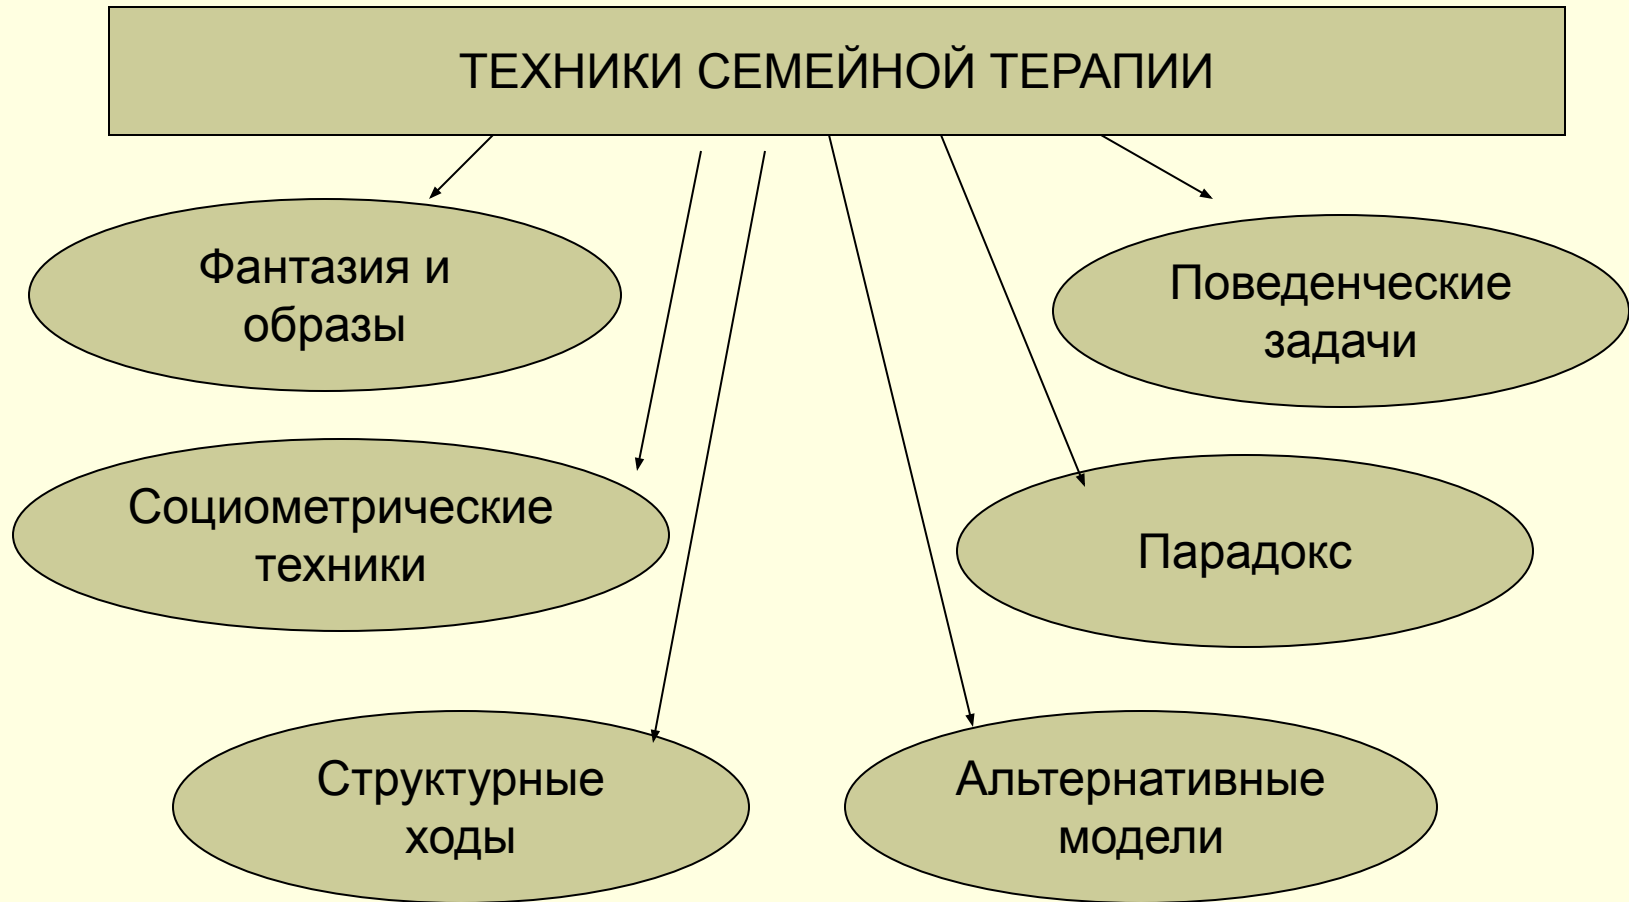 ТЕХНИКИ СЕМЕЙНОЙ ТЕРАПИИ
Фантазия и
образы
Поведенческие
задачи
Социометрические
техники
Парадокс
Структурные
ходы
Альтернативные
модели